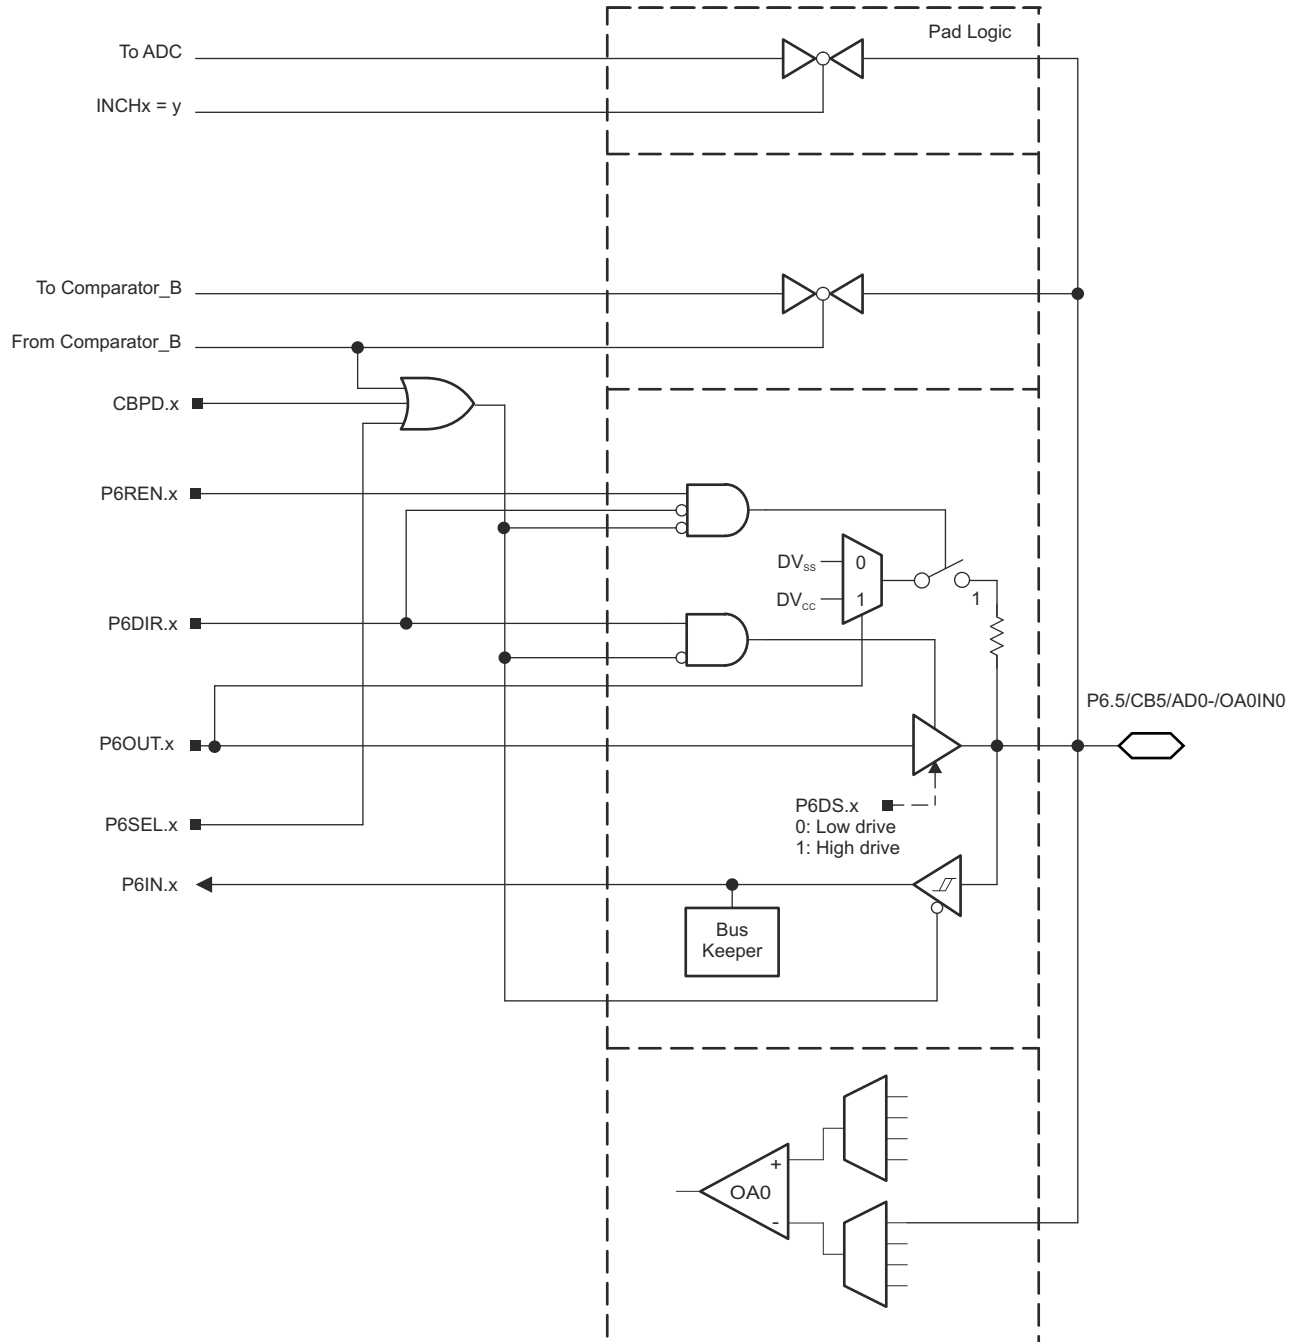 Pad Logic
To ADC
INCHx = y
To Comparator_B
From Comparator_B
CBPD.x
P6REN.x
DVSS
0
DVCC
1
1
P6DIR.x
P6OUT.x
P6.5/CB5/AD0-/OA0IN0
P6DS.x
0: Low drive
1: High drive
P6SEL.x
P6IN.x
Bus
Keeper
+
OA0
-